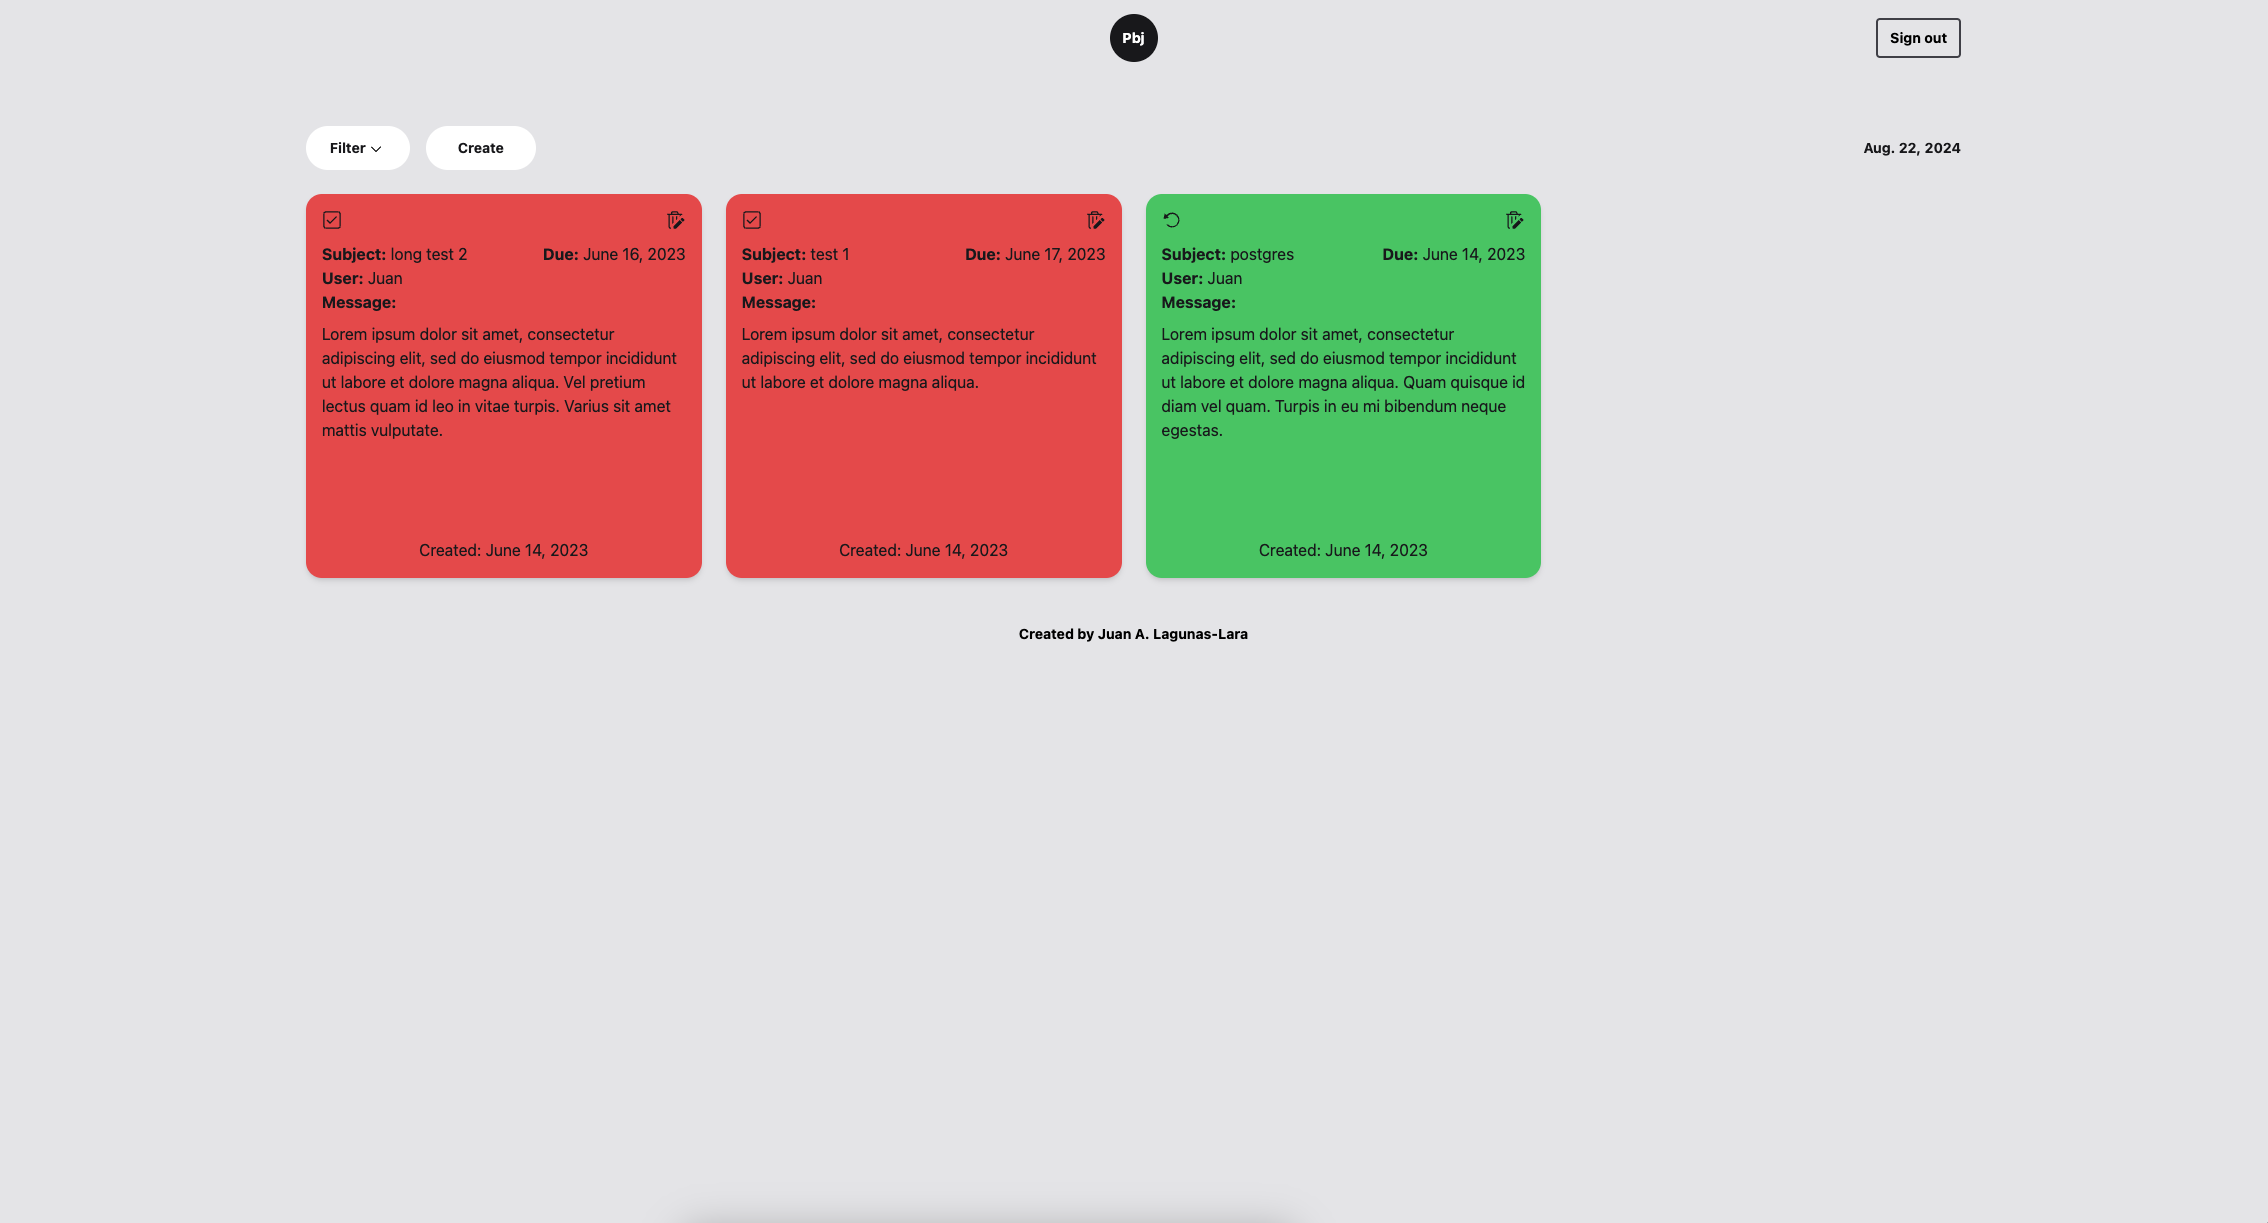 Pbj
Sign out
Filter
Create
Aug. 22, 2024
Subject: long test 2
Due: June 16, 2023
User: Juan
Message:
Lorem ipsum dolor sit amet, consectetur
adipiscing elit, sed do eiusmod tempor incididunt
ut labore et dolore magna aliqua. Vel pretium
lectus quam id leo in vitae turpis. Varius sit amet
mattis vulputate.
Created: June 14, 2023
Subject: test 1
Due: June 17, 2023
User: Juan
Message:
Lorem ipsum dolor sit amet, consectetur
adipiscing elit, sed do eiusmod tempor incididunt
ut labore et dolore magna aliqua.
Created: June 14, 2023
Subject: postgres
Due: June 14, 2023
User: Juan
Message:
Lorem ipsum dolor sit amet, consectetur
adipiscing elit, sed do eiusmod tempor incididunt
ut labore et dolore magna aliqua. Quam quisque id
diam vel quam. Turpis in eu mi bibendum neque
egestas.
Created: June 14, 2023
Created by Juan A. Lagunas-Lara